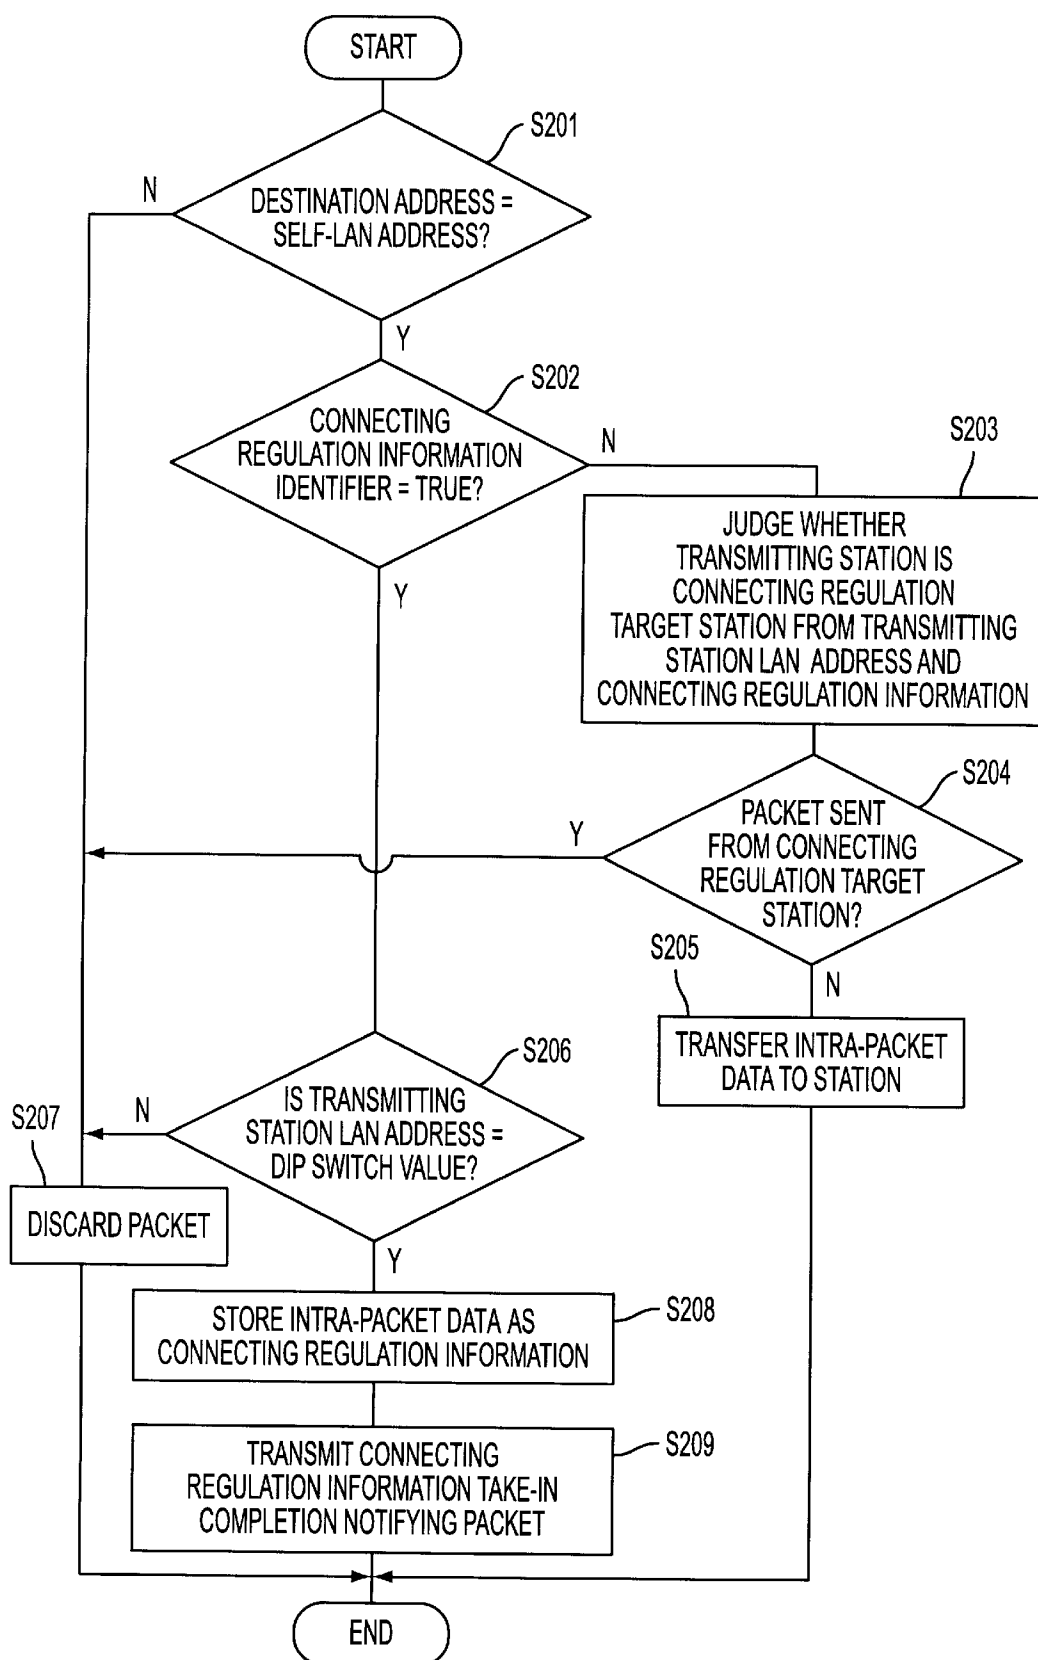 START
S201
N
DESTINATION ADDRESS =
SELF-LAN ADDRESS?
Y
S202
CONNECTING
REGULATION INFORMATION
IDENTIFIER = TRUE?
N
Y
S203
JUDGE WHETHER
TRANSMITTING STATION IS
CONNECTING REGULATION
TARGET STATION FROM TRANSMITTING
STATION LAN ADDRESS AND
CONNECTING REGULATION INFORMATION
S204
Y
PACKET SENT
FROM CONNECTING
REGULATION TARGET
STATION?
N
S205
TRANSFER INTRA-PACKET
DATA TO STATION
S206
N
IS TRANSMITTING
STATION LAN ADDRESS =
DIP SWITCH VALUE?
Y
S207
DISCARD PACKET
S208
STORE INTRA-PACKET DATA AS
CONNECTING REGULATION INFORMATION
S209
TRANSMIT CONNECTING
REGULATION INFORMATION TAKE-IN
COMPLETION NOTIFYING PACKET
END